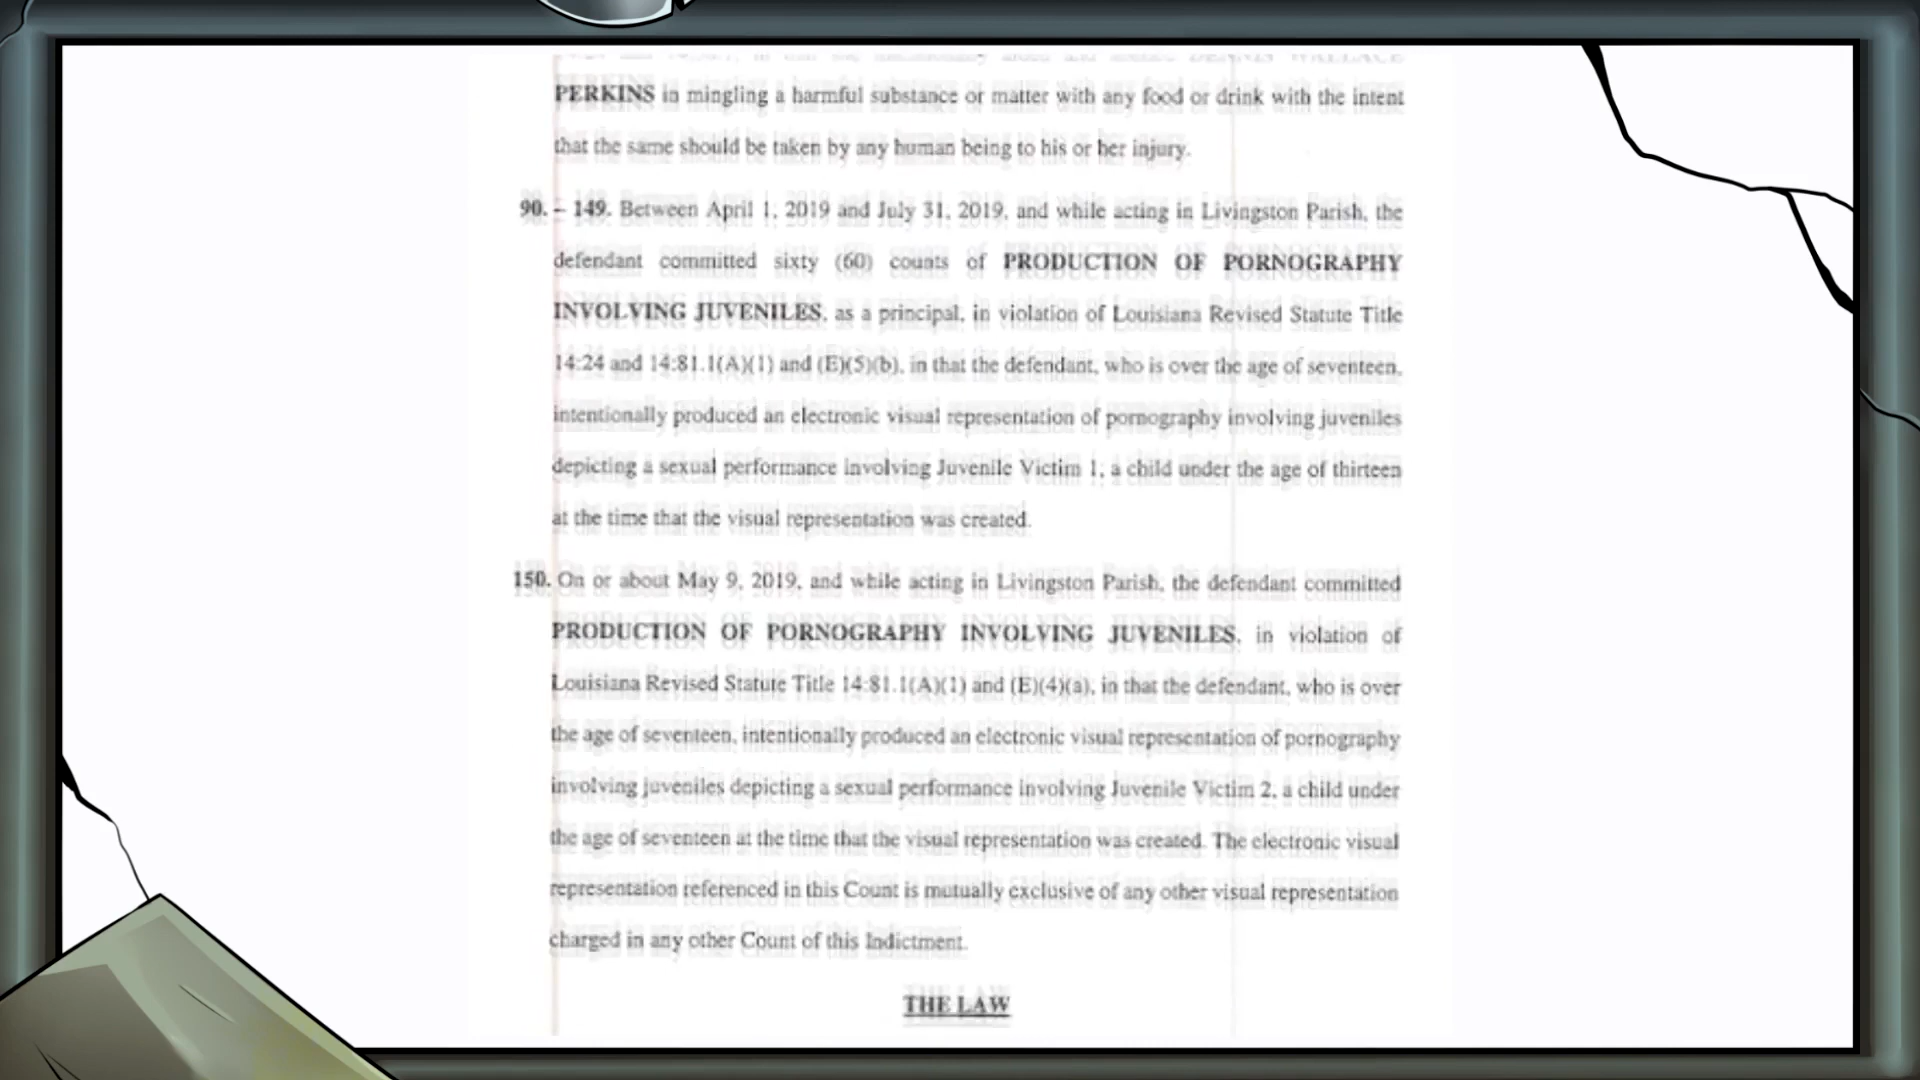 PERKINS in mingling a harmful substance or matter with any food or drink with the intent
that the same should be taken by any human being to his or her injury.
90. – 149. Between April 1, 2019 and July 31, 2019, and while acting in Livingston Parish, the
defendant committed sixty (60) counts of PRODUCTION OF PORNOGRAPHY
INVOLVING JUVENILES, as a principal, in violation of Louisiana Revised Statute Title
14:24 and 14:81.1(A)(1) and (E)(5)(b), in that the defendant, who is over the age of seventeen,
intentionally produced an electronic visual representation of pornography involving juveniles
depicting a sexual performance involving Juvenile Victim 1, a child under the age of thirteen
at the time that the visual representation was created.
150. On or about May 9, 2019, and while acting in Livingston Parish, the defendant committed
PRODUCTION OF PORNOGRAPHY INVOLVING JUVENILES, in violation of
Louisiana Revised Statute Title 14:81.1(A)(1) and (E)(4)(a), in that the defendant, who is over
the age of seventeen, intentionally produced an electronic visual representation of pornography
involving juveniles depicting a sexual performance involving Juvenile Victim 2, a child under
the age of seventeen at the time that the visual representation was created. The electronic visual
representation referenced in this Count is mutually exclusive of any other visual representation
charged in any other Count of this Indictment.
THE LAW